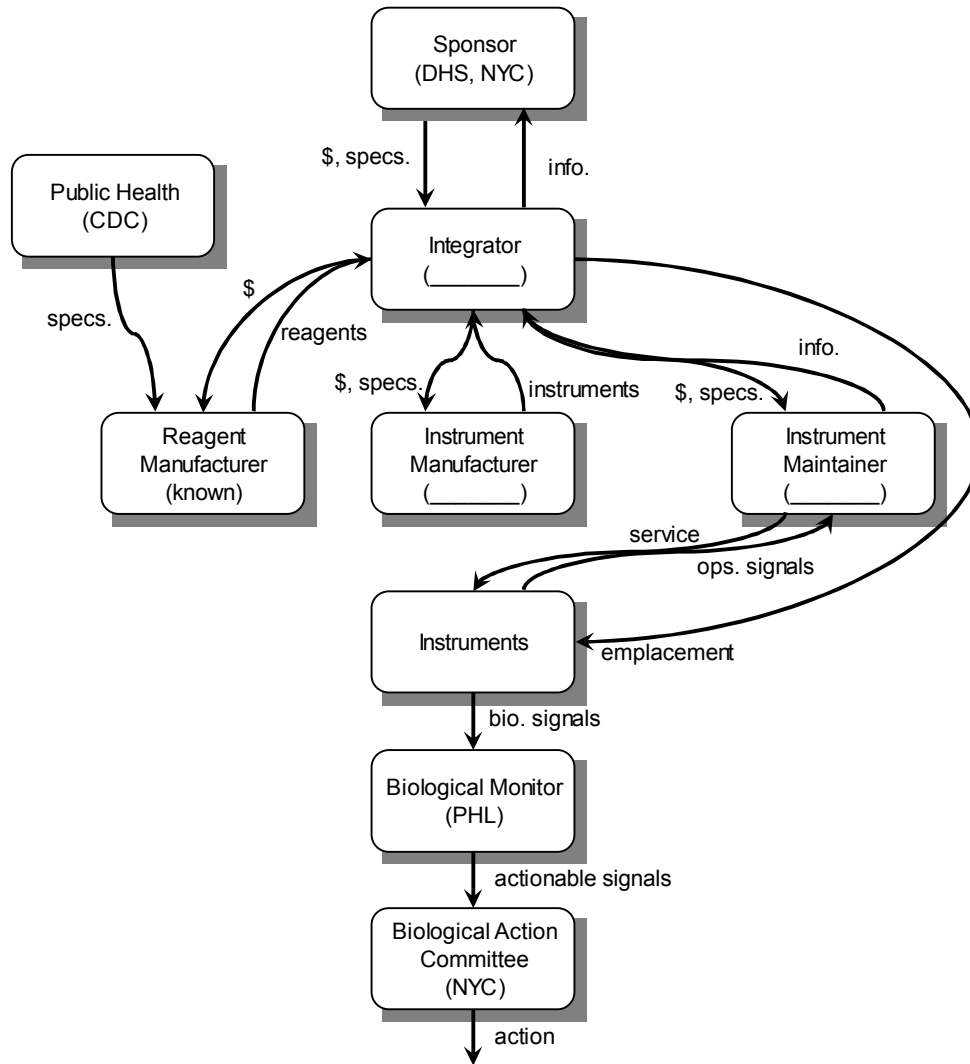 Sponsor
(DHS, NYC)
$, specs.
info.
Public Health
(CDC)
Integrator
(________)
$
specs.
reagents
info.
$, specs.
instruments
$, specs.
Reagent
Manufacturer
(known)
Instrument
Manufacturer
(________)
Instrument
Maintainer
(________)
service
ops. signals
Instruments
emplacement
bio. signals
Biological Monitor
(PHL)
actionable signals
Biological Action
Committee
(NYC)
action